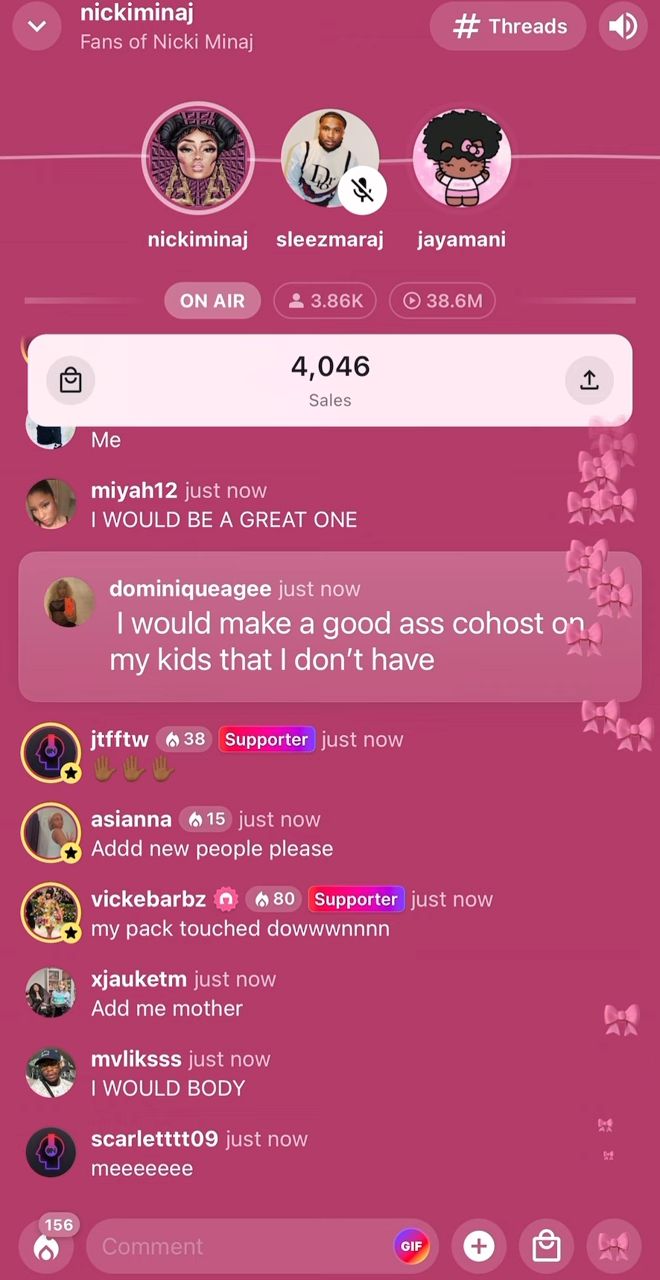 nickiminaj
Fans of Nicki Minaj
# Threads
nickiminaj
sleezmaraj
jayamani
ON AIR
3.86K
38.6M
4,046
Sales
Me
miyah12 just now
I WOULD BE A GREAT ONE
dominiqueagee just now
I would make a good ass cohost on
my kids that I don’t have
jtfftw 38 Supporter just now
✋🏾✋🏾✋🏾
asianna 15 just now
Addd new people please
vickebarbz 80 Supporter just now
my pack touched dowwwnnnn
xjauketm just now
Add me mother
mvliksss just now
I WOULD BODY
scarletttt09 just now
meeeeeee
156
Comment
GIF